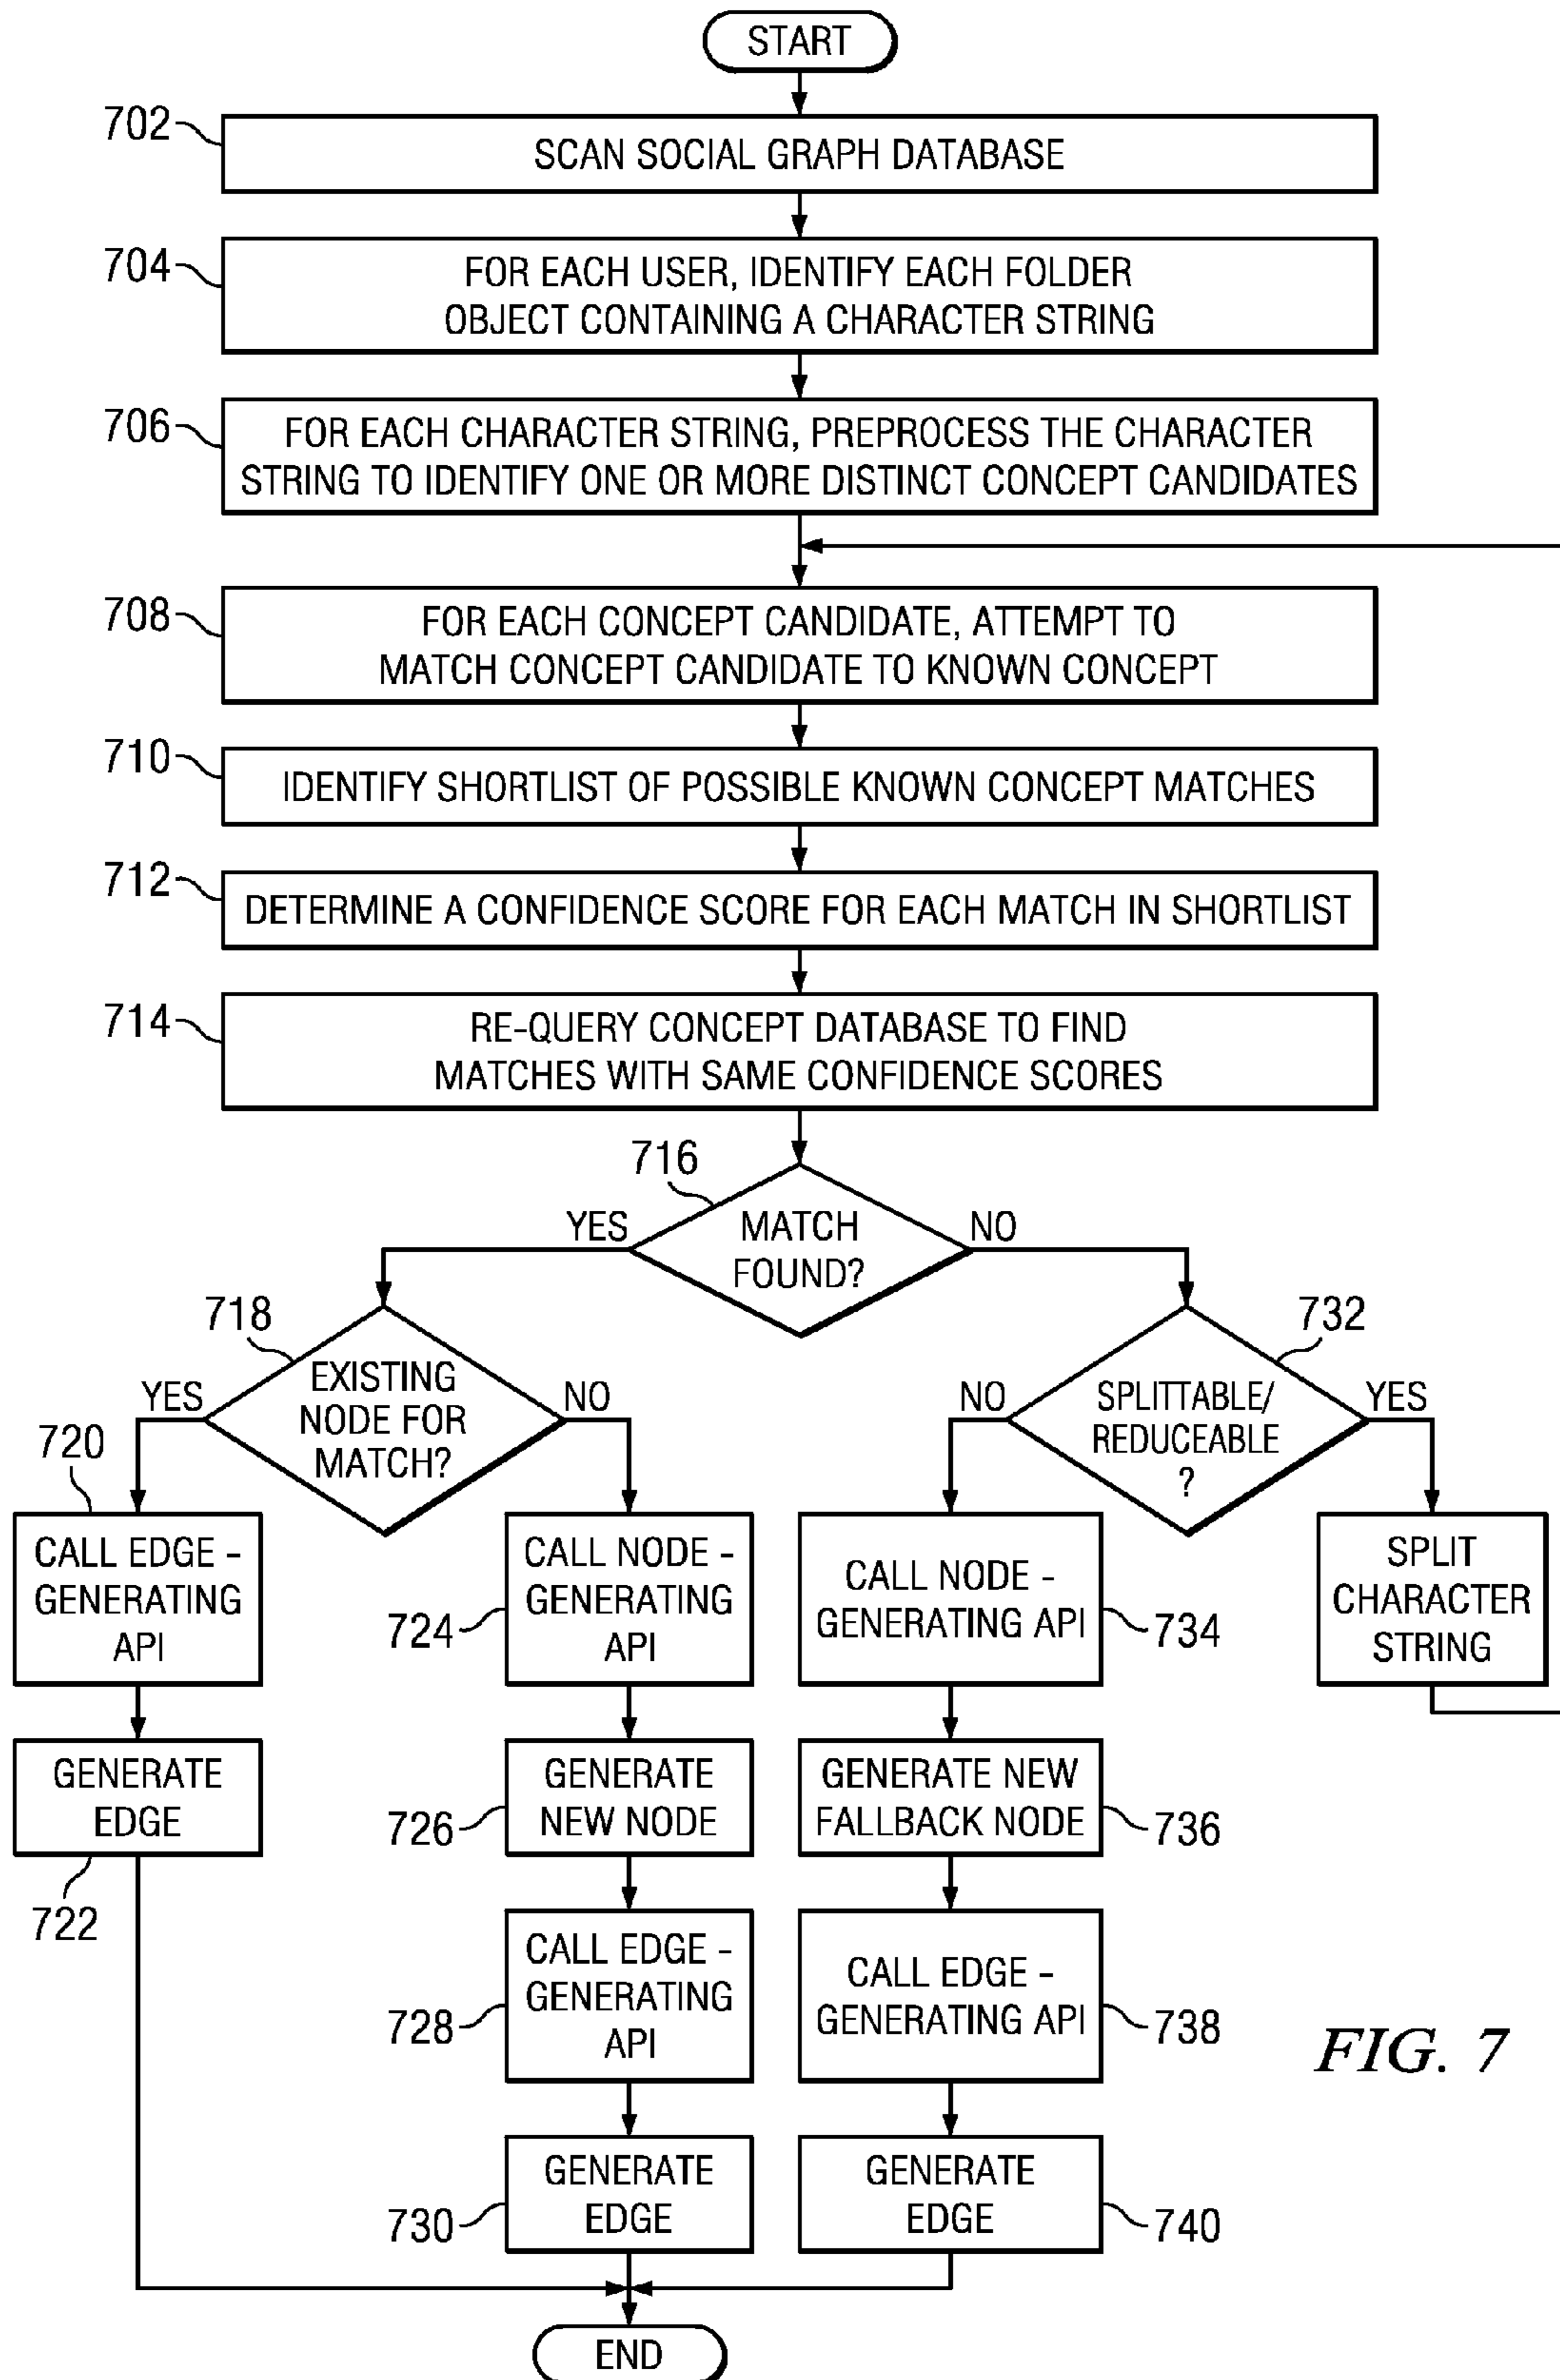 START
702
SCAN SOCIAL GRAPH DATABASE
704
FOR EACH USER, IDENTIFY EACH FOLDER
OBJECT CONTAINING A CHARACTER STRING
706
FOR EACH CHARACTER STRING, PREPROCESS THE CHARACTER
STRING TO IDENTIFY ONE OR MORE DISTINCT CONCEPT CANDIDATES
708
FOR EACH CONCEPT CANDIDATE, ATTEMPT TO
MATCH CONCEPT CANDIDATE TO KNOWN CONCEPT
710
IDENTIFY SHORTLIST OF POSSIBLE KNOWN CONCEPT MATCHES
712
DETERMINE A CONFIDENCE SCORE FOR EACH MATCH IN SHORTLIST
714
RE-QUERY CONCEPT DATABASE TO FIND
MATCHES WITH SAME CONFIDENCE SCORES
716
YES
MATCH
FOUND?
NO
718
YES
EXISTING
NODE FOR
MATCH?
NO
732
NO
SPLITTABLE/
REDUCEABLE
?
YES
720
CALL EDGE -
GENERATING
API
724
CALL NODE -
GENERATING
API
CALL NODE -
GENERATING API
734
SPLIT
CHARACTER
STRING
GENERATE
EDGE
722
726
GENERATE
NEW NODE
GENERATE NEW
FALLBACK NODE
736
728
CALL EDGE -
GENERATING
API
CALL EDGE -
GENERATING API
738
FIG. 7
730
GENERATE
EDGE
GENERATE
EDGE
740
END